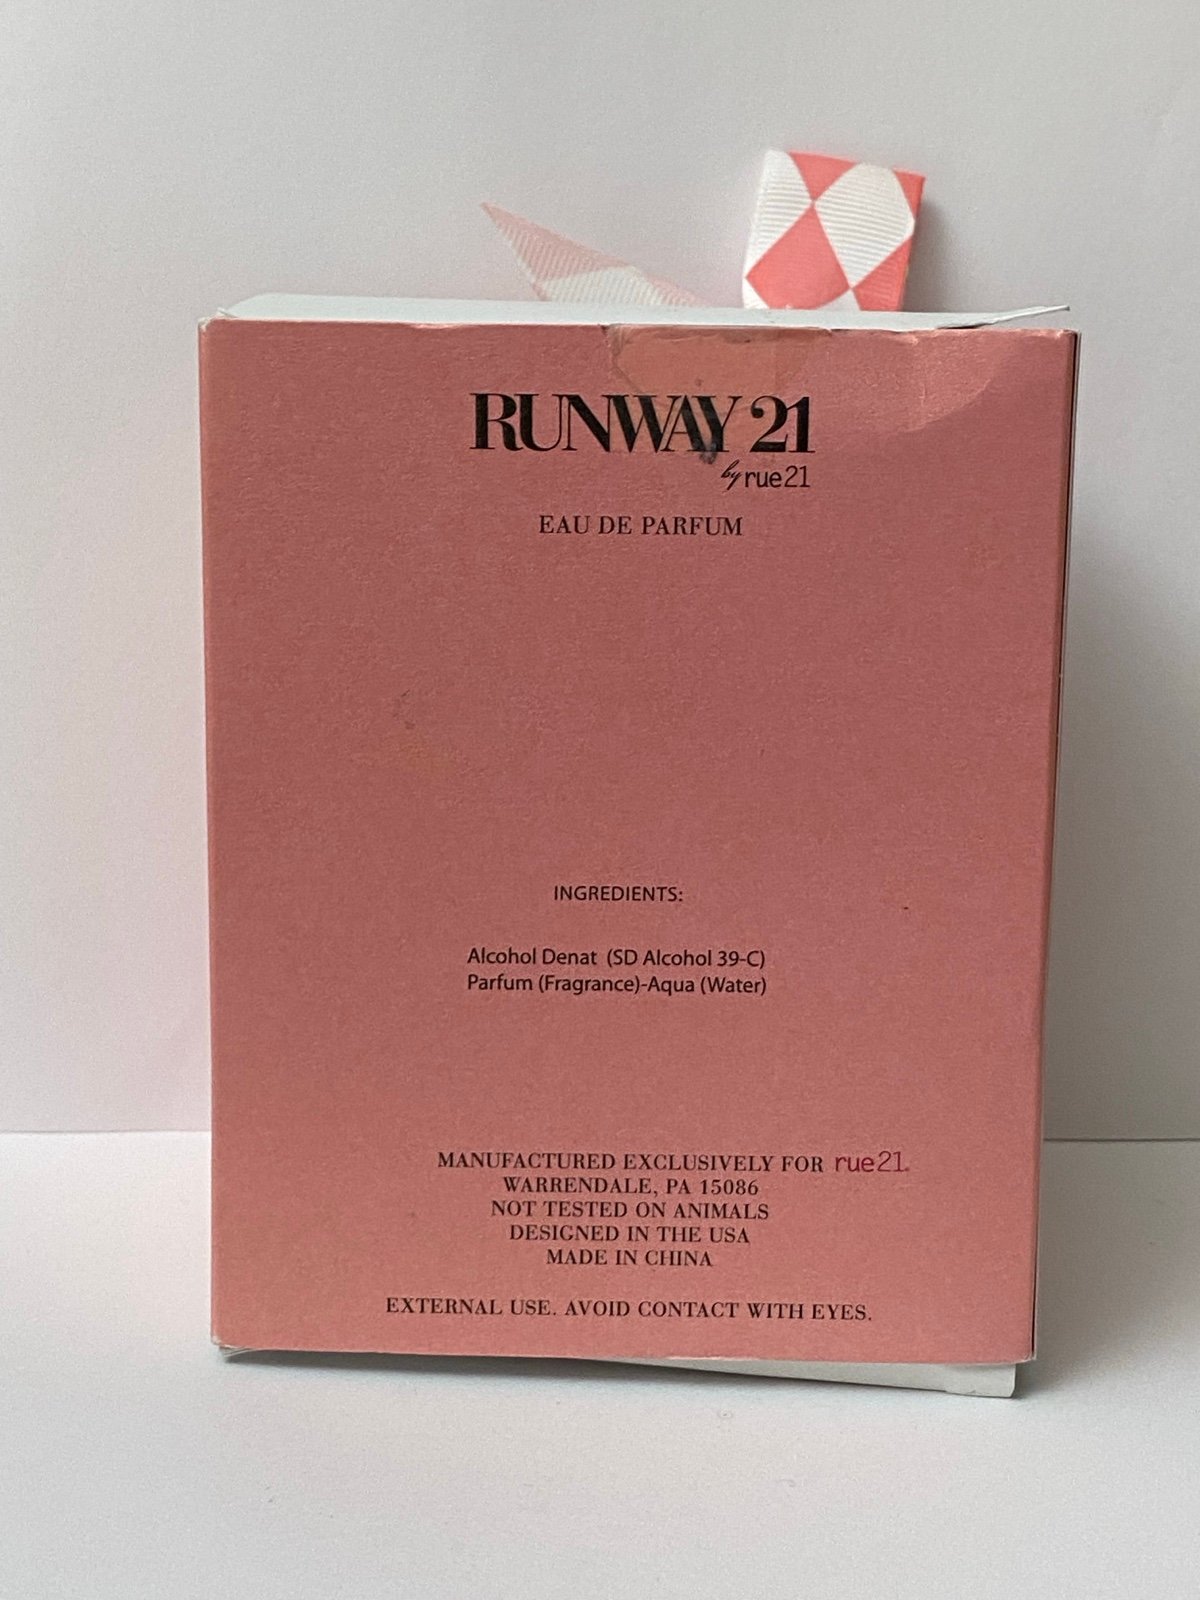 RUNWAY 21
by rue21
EAU DE PARFUM
INGREDIENTS:
Alcohol Denat (SD Alcohol 39-C)
Parfum (Fragrance)-Aqua (Water)
MANUFACTURED EXCLUSIVELY FOR rue21.
WARRENDALE, PA 15086
NOT TESTED ON ANIMALS
DESIGNED IN THE USA
MADE IN CHINA
EXTERNAL USE. AVOID CONTACT WITH EYES.